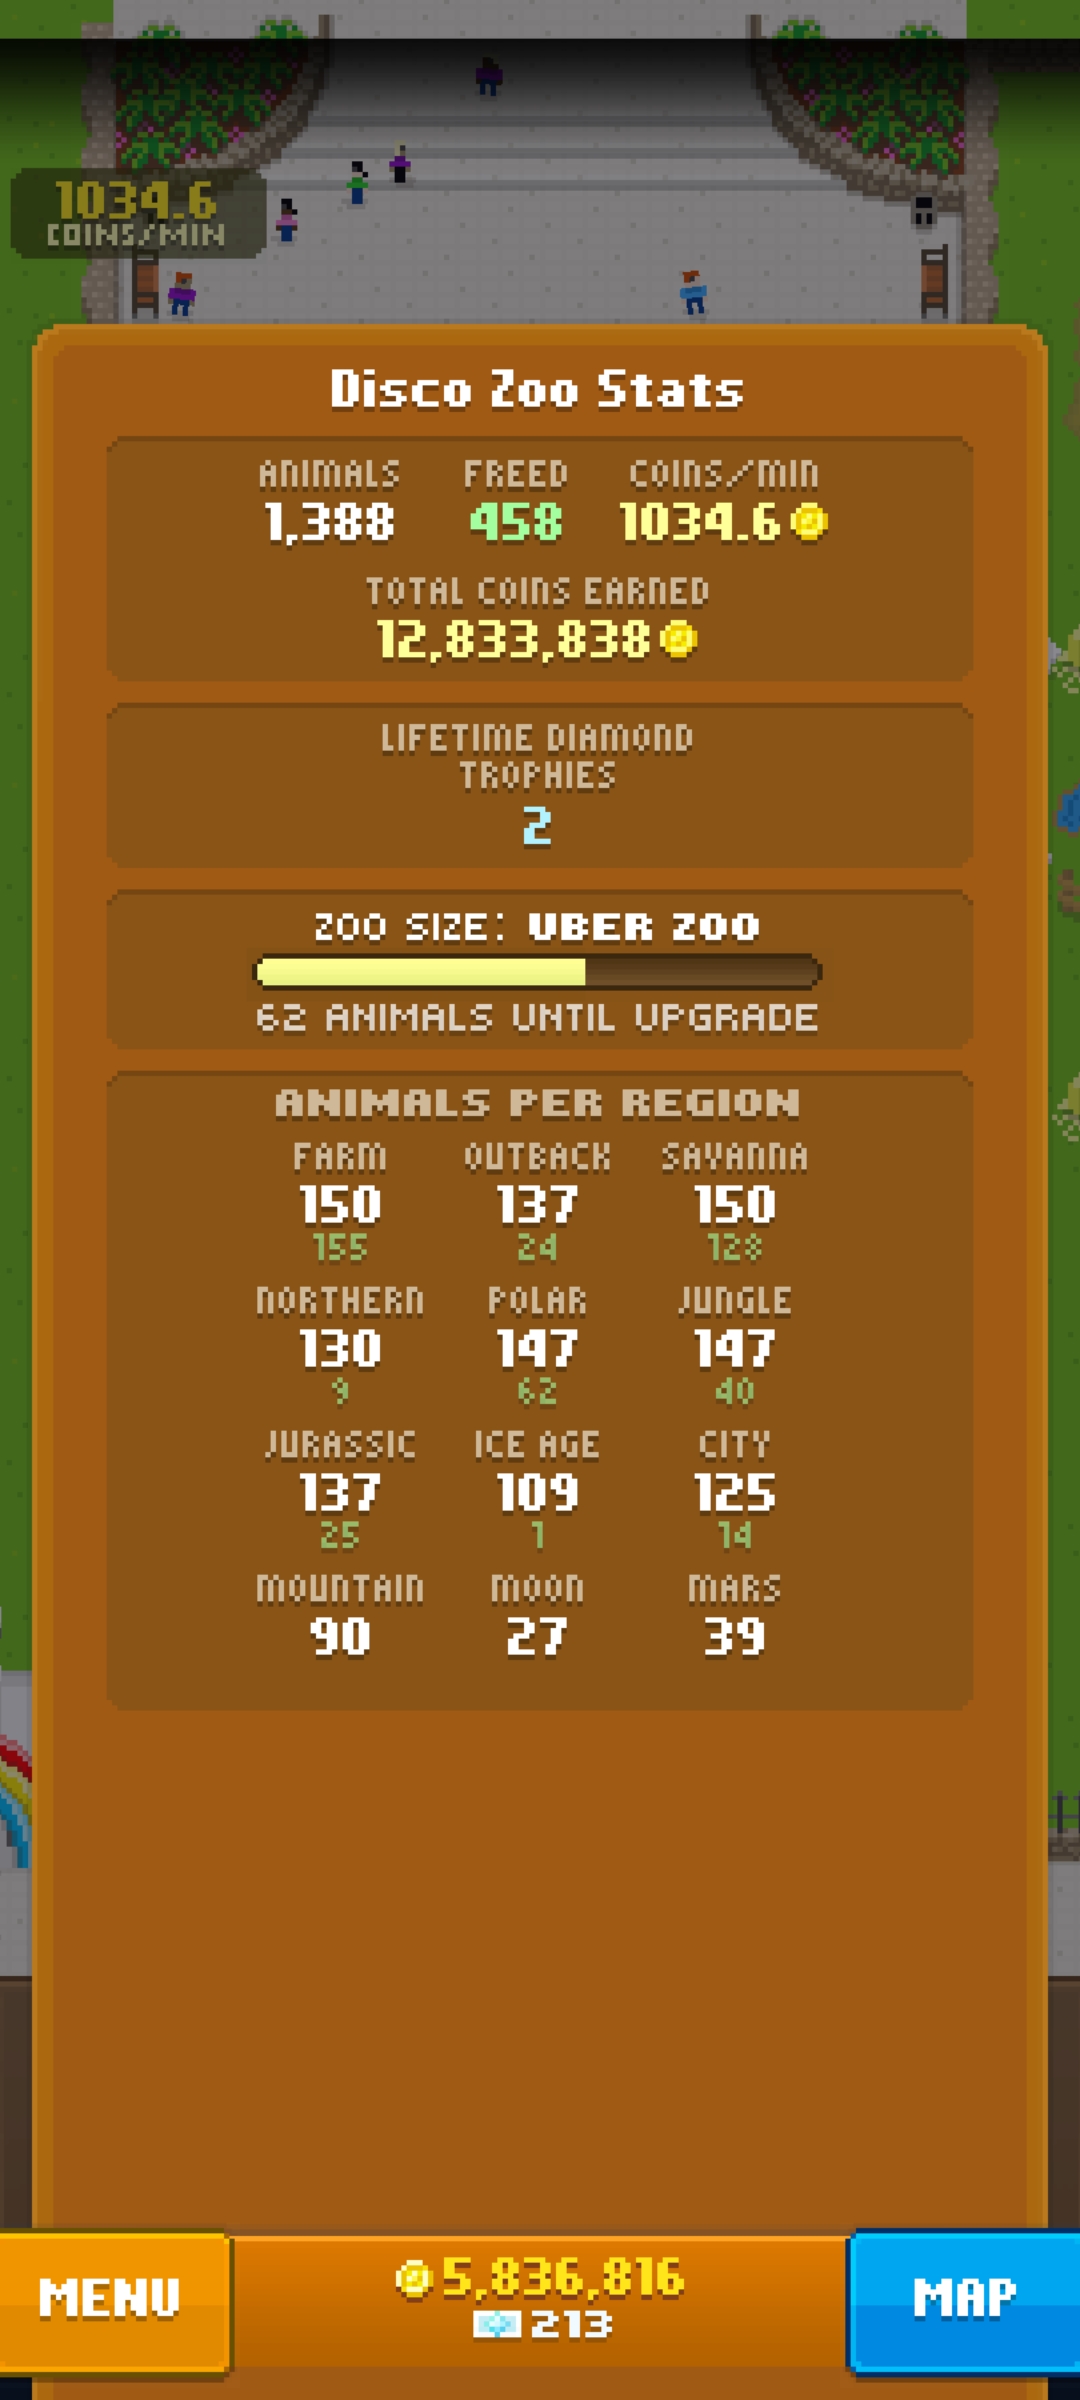 1034.6
COINS/MIN
Disco Zoo Stats
ANIMALS FREED COINS/MIN
1,388 458 1034.6
TOTAL COINS EARNED
12,833,838
LIFETIME DIAMOND
TROPHIES
2
ZOO SIZE: UBER ZOO
62 ANIMALS UNTIL UPGRADE
ANIMALS PER REGION
FARM OUTBACK SAVANNA
150 137 150
155 24 128
NORTHERN POLAR JUNGLE
130 147 147
9 62 40
JURASSIC ICE AGE CITY
137 109 125
25 1 14
MOUNTAIN MOON MARS
90 27 39
MENU 5,836,816 MAP
213